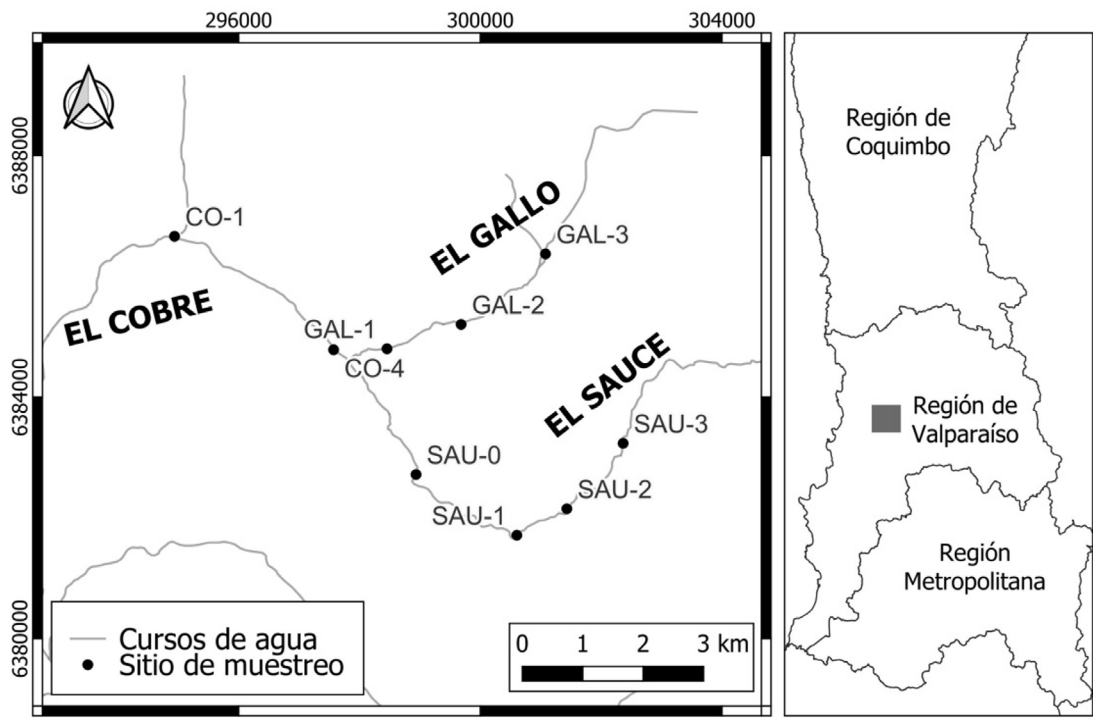 296000
300000
304000
6388000
6384000
6380000
CO-1
EL GALLO
GAL-3
GAL-2
EL COBRE
GAL-1
CO-4
EL SAUCE
SAU-3
SAU-0
SAU-2
SAU-1
Cursos de agua
Sitio de muestreo
0 1 2 3 km
Región de
Coquimbo
Región de
Valparaíso
Región
Metropolitana